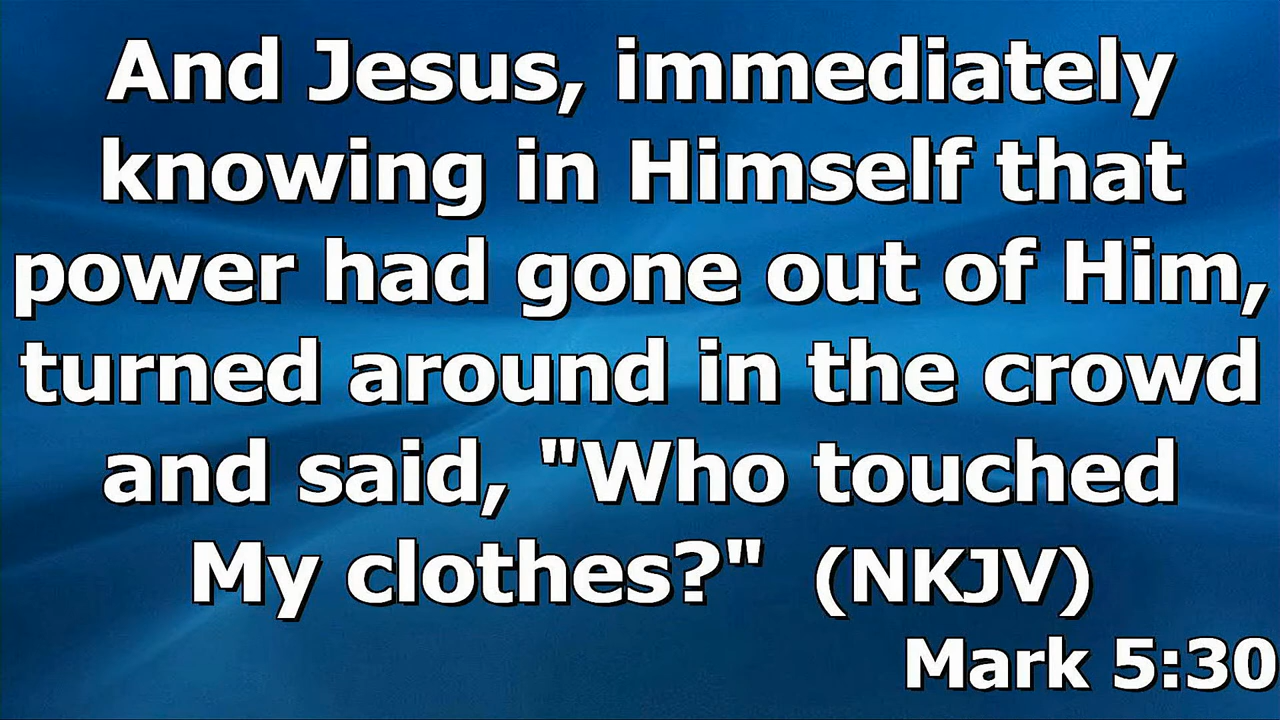 And Jesus, immediately
knowing in Himself that
power had gone out of Him,
turned around in the crowd
and said, "Who touched
My clothes?" (NKJV)
Mark 5:30